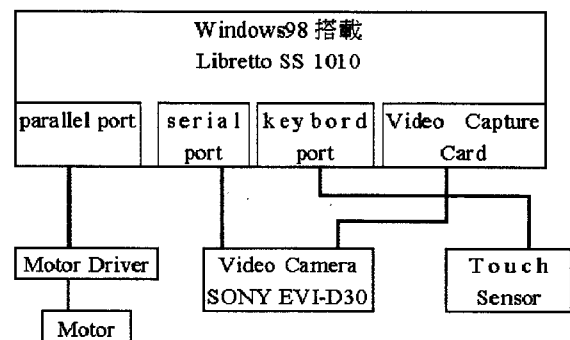 Windows98 搭載
Libretto SS 1010
parallel port
serial
port
keybord
port
Video Capture
Card
Motor Driver
Video Camera
SONY EVI-D30
Touch
Sensor
Motor